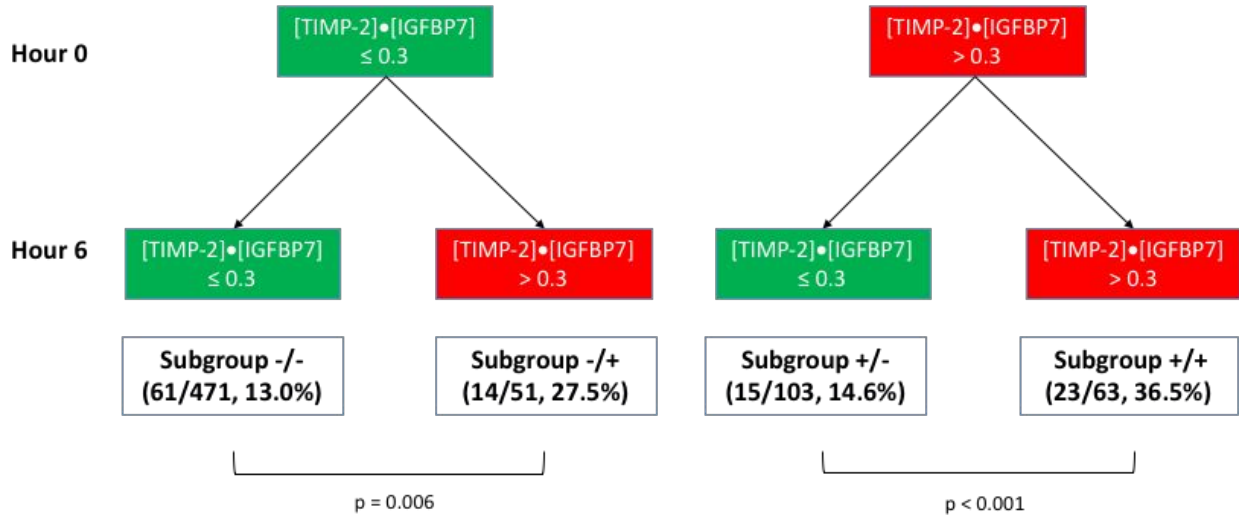 Hour 0
[TIMP-2]●[IGFBP7]
≤ 0.3
[TIMP-2]●[IGFBP7]
> 0.3
Hour 6
[TIMP-2]●[IGFBP7]
≤ 0.3
[TIMP-2]●[IGFBP7]
> 0.3
[TIMP-2]●[IGFBP7]
≤ 0.3
[TIMP-2]●[IGFBP7]
> 0.3
Subgroup -/-
(61/471, 13.0%)
Subgroup -/+
(14/51, 27.5%)
Subgroup +/-
(15/103, 14.6%)
Subgroup +/+
(23/63, 36.5%)
p = 0.006
p < 0.001